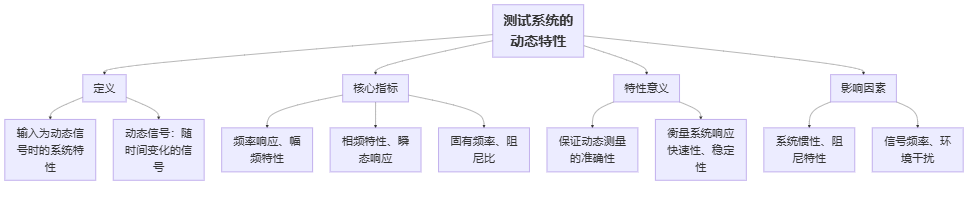 测试系统的
动态特性
定义
核心指标
特性意义
影响因素
输入为动态信
号时的系统特
性
动态信号：随
时间变化的信
号
频率响应、幅
频特性
相频特性、瞬
态响应
固有频率、阻
尼比
保证动态测量
的准确性
衡量系统响应
快速性、稳定
性
系统惯性、阻
尼特性
信号频率、环
境干扰